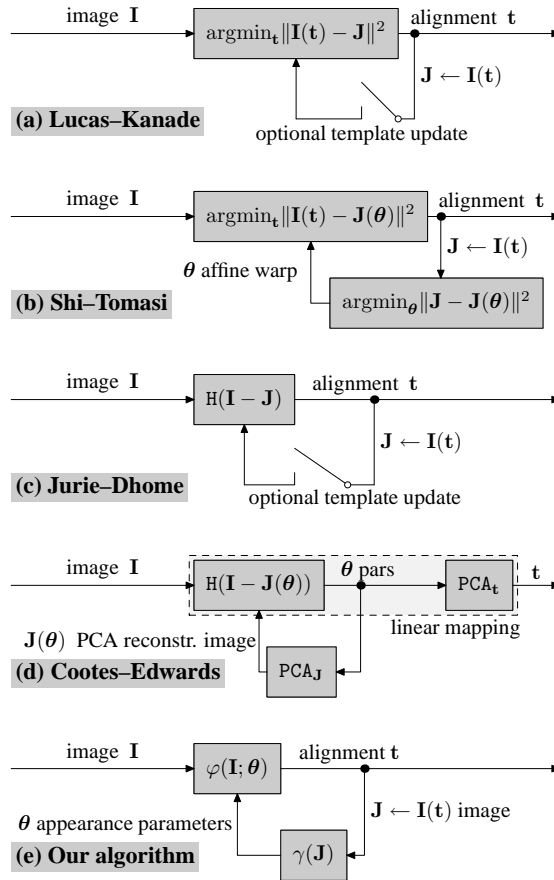 image I
argmin_t‖I(t) − J‖²
alignment t
J ← I(t)
optional template update
(a) Lucas–Kanade
image I
argmin_t‖I(t) − J(θ)‖²
alignment t
J ← I(t)
θ affine warp
argmin_θ‖J − J(θ)‖²
(b) Shi–Tomasi
image I
H(I − J)
alignment t
J ← I(t)
optional template update
(c) Jurie–Dhome
image I
H(I − J(θ))
θ pars
PCA_t
t
linear mapping
J(θ) PCA reconstr. image
PCA_J
(d) Cootes–Edwards
image I
φ(I; θ)
alignment t
J ← I(t) image
θ appearance parameters
γ(J)
(e) Our algorithm